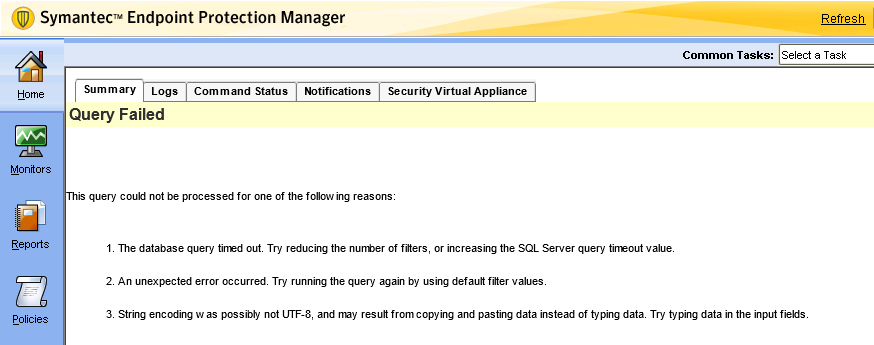 Symantec™ Endpoint Protection Manager
Refresh
Common Tasks: Select a Task
Home
Summary Logs Command Status Notifications Security Virtual Appliance
Query Failed
Monitors
This query could not be processed for one of the following reasons:
Reports
1. The database query timed out. Try reducing the number of filters, or increasing the SQL Server query timeout value.
2. An unexpected error occurred. Try running the query again by using default filter values.
Policies
3. String encoding was possibly not UTF-8, and may result from copying and pasting data instead of typing data. Try typing data in the input fields.